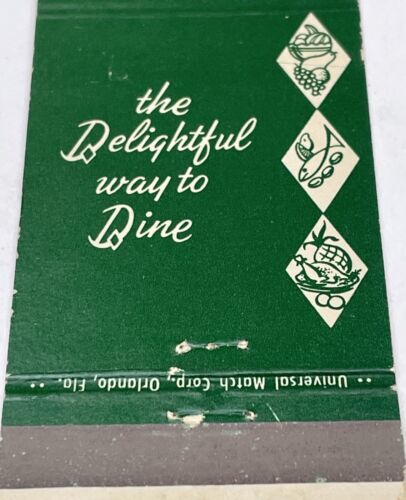 the
Delightful
way to
Dine
·· Universal Match Corp., Orlando, Fla. ··